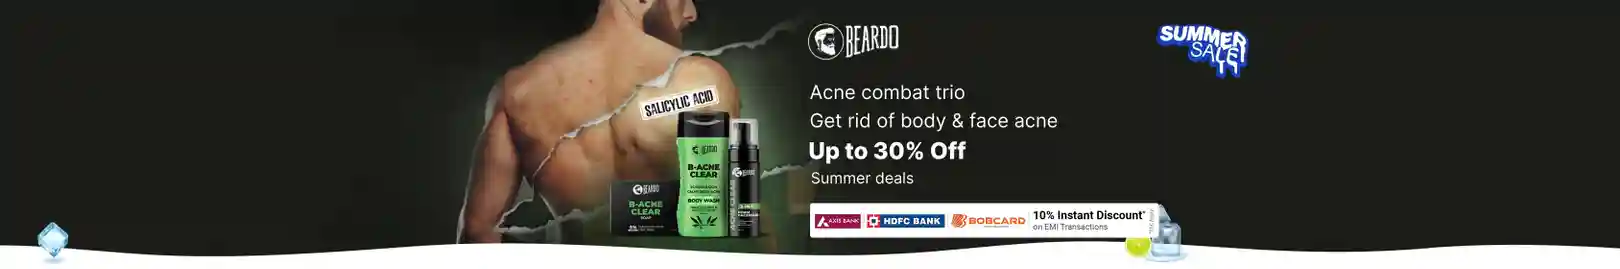 BEARDO
SUMMER
SALE
Acne combat trio
Get rid of body & face acne
Up to 30% Off
Summer deals
SALICYLIC ACID
BEARDO
B-ACNE
CLEAR
BODY WASH
BEARDO
B-ACNE
CLEAR
SOAP
BEARDO
AXIS BANK HDFC BANK BOBCARD 10% Instant Discount*
on EMI Transactions